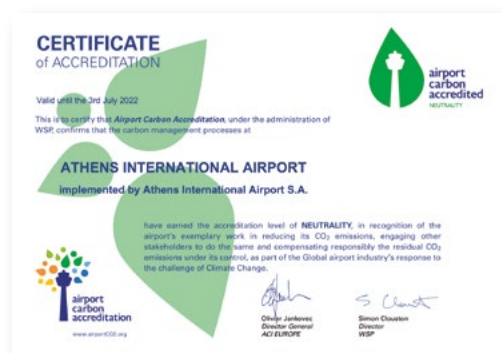 CERTIFICATE
of ACCREDITATION
airport
carbon
accredited
NEUTRALITY
Valid until the 3rd July 2022
This is to certify that Airport Carbon Accreditation, under the administration of
WSP, confirms that the carbon management processes at
ATHENS INTERNATIONAL AIRPORT
implemented by Athens International Airport S.A.
have earned the accreditation level of NEUTRALITY, in recognition of the
airport's exemplary work in reducing its CO₂ emissions, engaging other
stakeholders to do the same and compensating responsibly the residual CO₂
emissions under its control, as part of the Global airport industry's response to
the challenge of Climate Change.
airport
carbon
accreditation
www.airportCO2.org
Olivier Jankovec
Director General
ACI EUROPE
Simon Clouston
Director
WSP